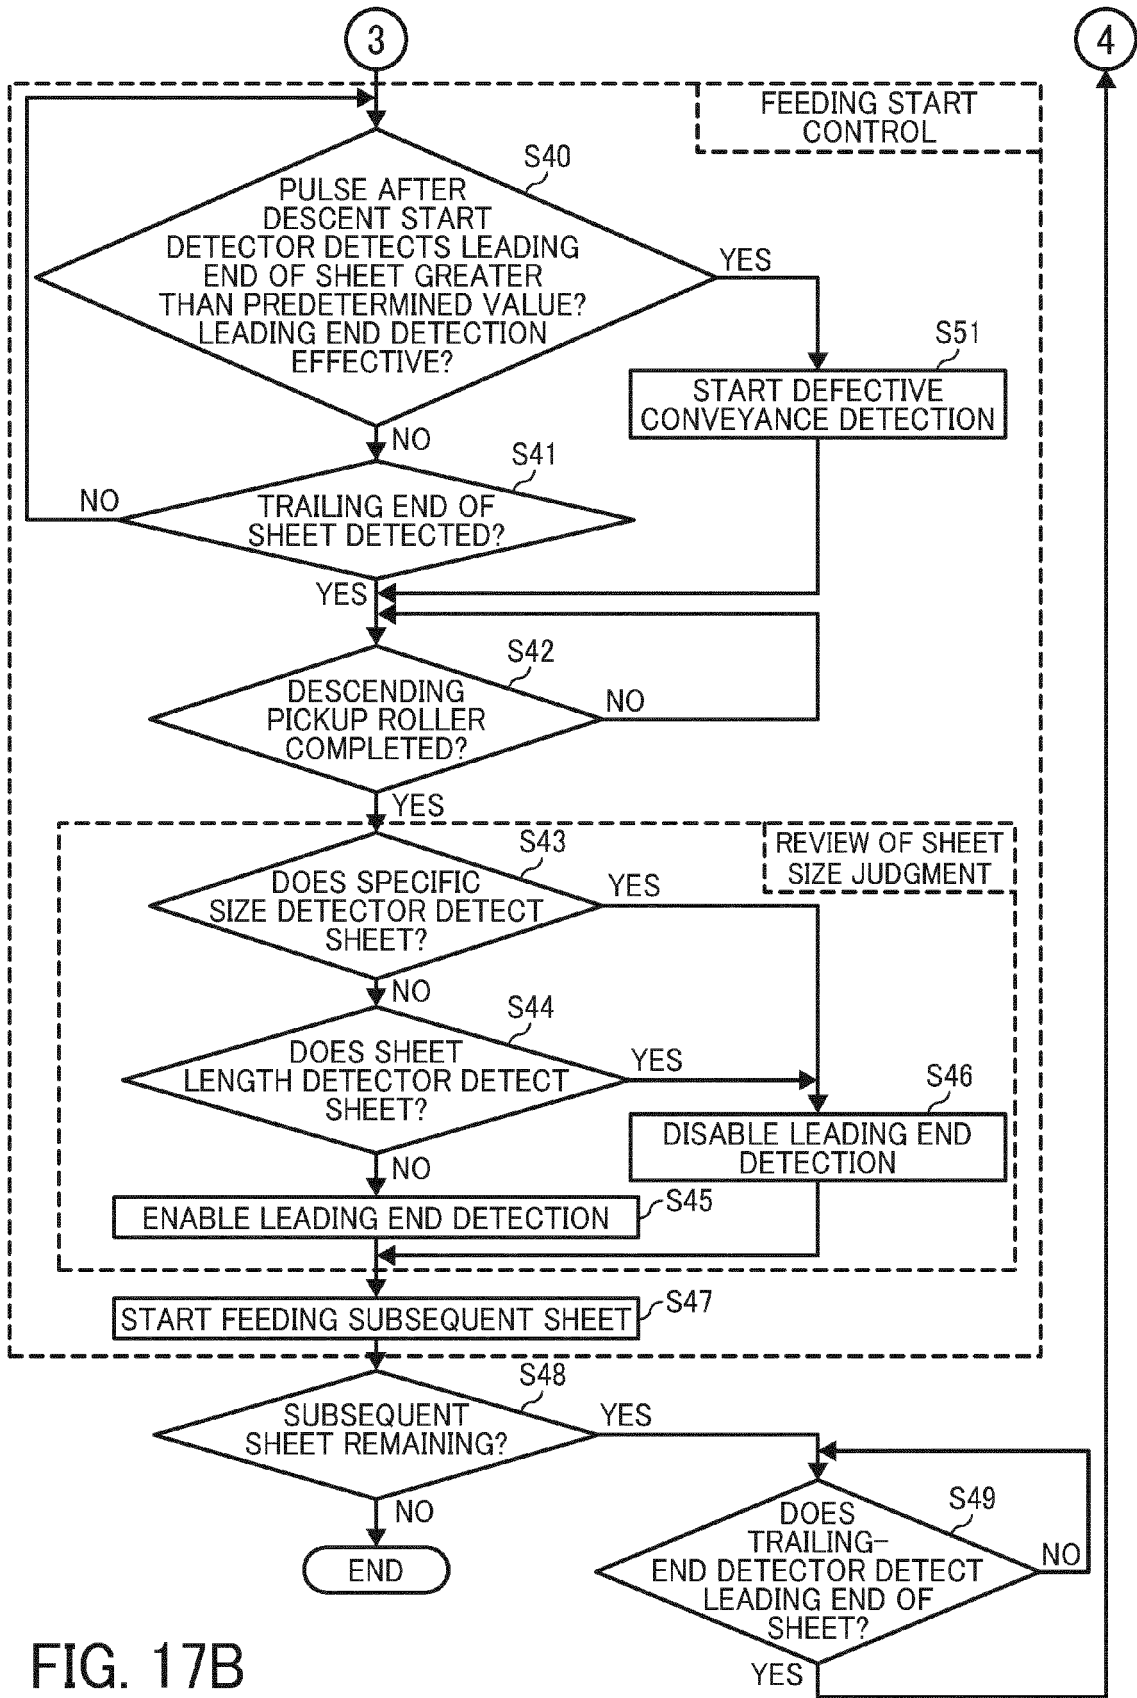 3
4
FEEDING START
CONTROL
S40
PULSE AFTER
DESCENT START
DETECTOR DETECTS LEADING
END OF SHEET GREATER
THAN PREDETERMINED VALUE?
LEADING END DETECTION
EFFECTIVE?
YES
S51
START DEFECTIVE
CONVEYANCE DETECTION
NO
S41
NO
TRAILING END OF
SHEET DETECTED?
YES
S42
DESCENDING
PICKUP ROLLER
COMPLETED?
NO
YES
REVIEW OF SHEET
SIZE JUDGMENT
S43
DOES SPECIFIC
SIZE DETECTOR DETECT
SHEET?
YES
NO
S44
DOES SHEET
LENGTH DETECTOR DETECT
SHEET?
YES
S46
DISABLE LEADING END
DETECTION
NO
ENABLE LEADING END DETECTION
S45
START FEEDING SUBSEQUENT SHEET
S47
S48
SUBSEQUENT
SHEET REMAINING?
YES
NO
END
S49
DOES
TRAILING-
END DETECTOR DETECT
LEADING END OF
SHEET?
NO
YES
FIG. 17B